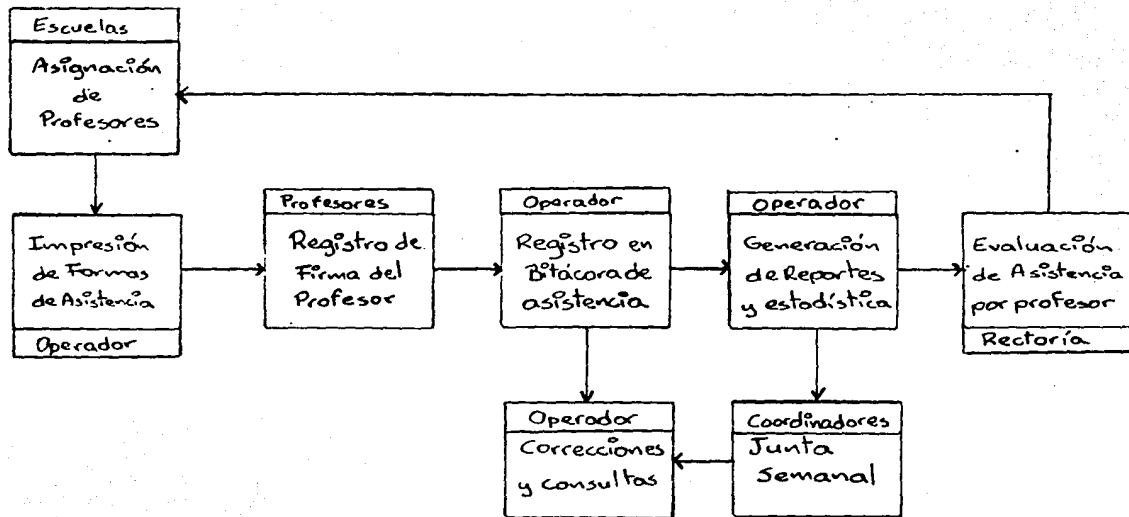 Escuelas
Asignación
de
Profesores
Impresión
de Formas
de Asistencia
Operador
Profesores
Registro de
Firma del
Profesor
Operador
Registro en
Bitácora de
asistencia
Operador
Generación
de Reportes
y estadística
Evaluación
de Asistencia
por profesor
Rectoría
Operador
Correcciones
y consultas
Coordinadores
Junta
Semanal